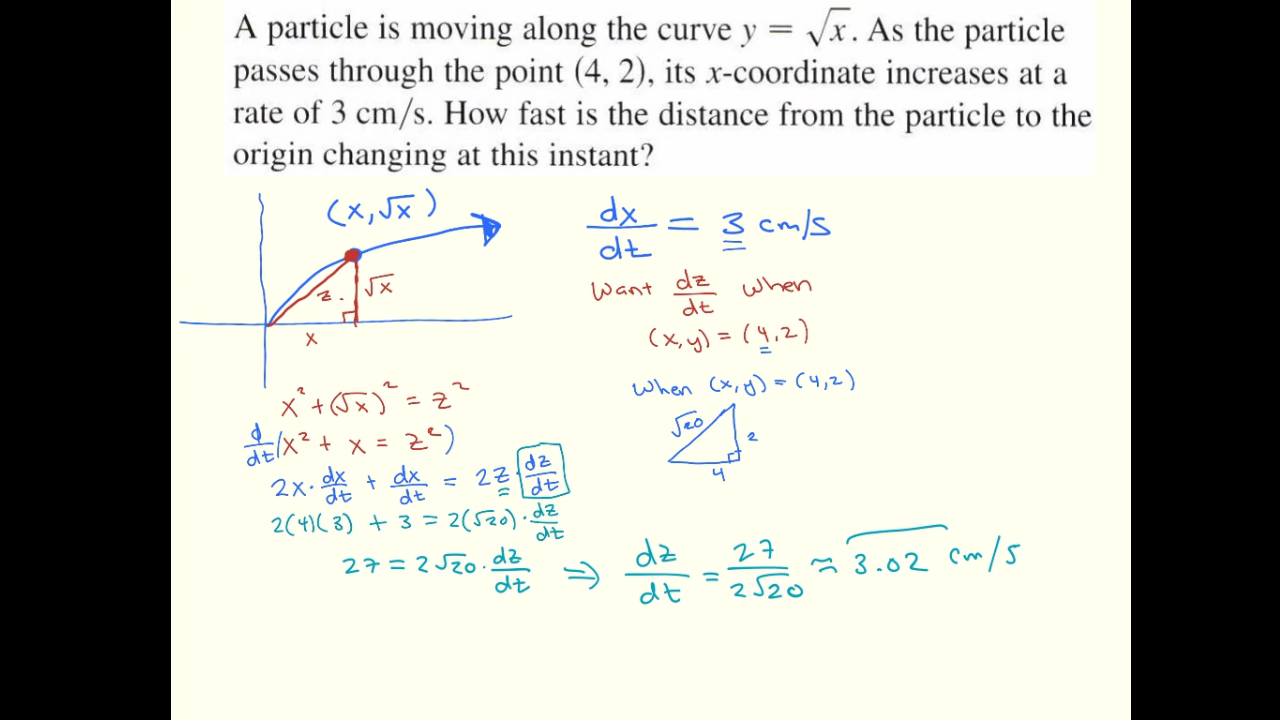 A particle is moving along the curve y = √x. As the particle
passes through the point (4, 2), its x-coordinate increases at a
rate of 3 cm/s. How fast is the distance from the particle to the
origin changing at this instant?
(x, √x)
z
√x
x
dx/dt = 3 cm/s
Want dz/dt when
(x, y) = (4, 2)
x² + (√x)² = z²
d/dt (x² + x = z²)
2x · dx/dt + dx/dt = 2z · dz/dt
2(4)(3) + 3 = 2(√20) · dz/dt
27 = 2√20 · dz/dt ⇒ dz/dt = 27/2√20 ≈ 3.02 cm/s
When (x, y) = (4, 2)
√20
2
4